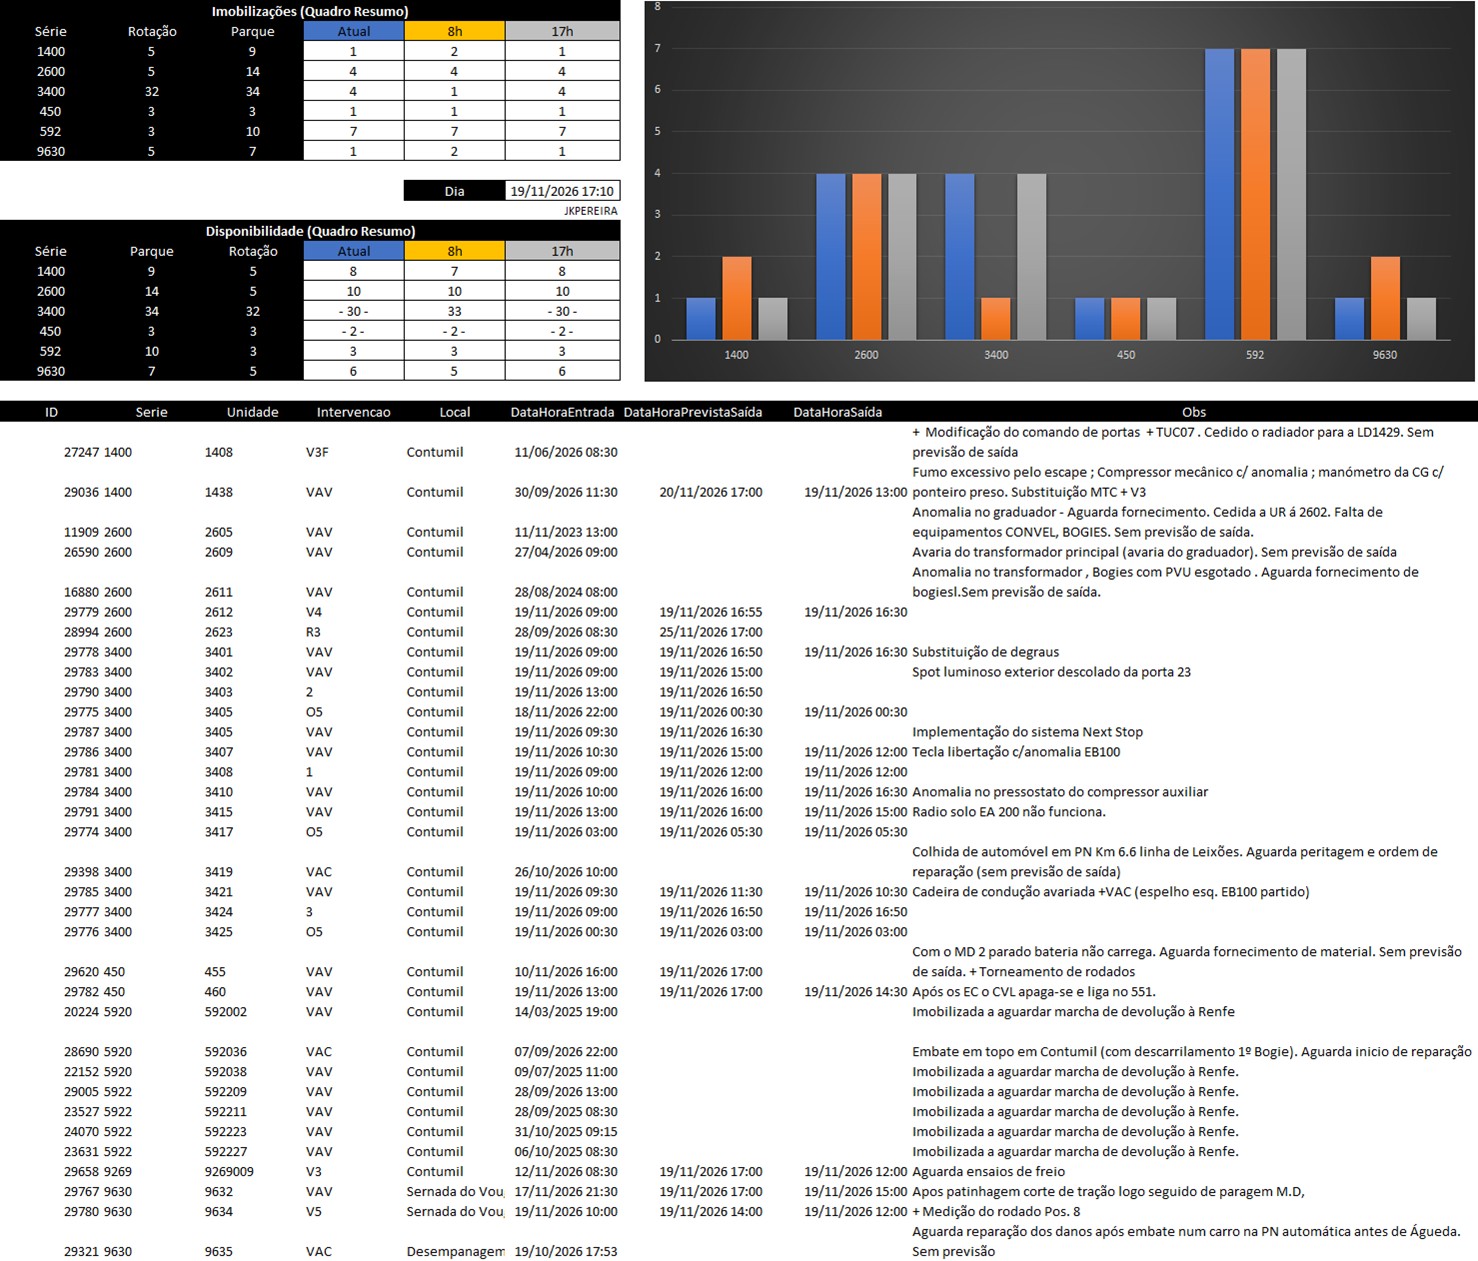 Imobilizações (Quadro Resumo)
Série Rotação Parque Atual 8h 17h
1400 5 9 1 2 1
2600 5 14 4 4 4
3400 32 34 4 1 4
450 3 3 1 1 1
592 3 10 7 7 7
9630 5 7 1 2 1
Dia 19/11/2026 17:10
JKPEREIRA
Disponibilidade (Quadro Resumo)
Série Parque Rotação Atual 8h 17h
1400 9 5 8 7 8
2600 14 5 10 10 10
3400 34 32 - 30 - 33 - 30 -
450 3 3 - 2 - - 2 - - 2 -
592 10 3 3 3 3
9630 7 5 6 5 6
8
7
6
5
4
3
2
1
0
1400 2600 3400 450 592 9630
ID Serie Unidade Intervencao Local DataHoraEntrada DataHoraPrevistaSaída DataHoraSaída Obs
+ Modificação do comando de portas + TUC07 . Cedido o radiador para a LD1429. Sem
27247 1400 1408 V3F Contumil 11/06/2026 08:30 previsão de saída
Fumo excessivo pelo escape ; Compressor mecânico c/ anomalia ; manómetro da CG c/
29036 1400 1438 VAV Contumil 30/09/2026 11:30 20/11/2026 17:00 19/11/2026 13:00 ponteiro preso. Substituição MTC + V3
Anomalia no graduador - Aguarda fornecimento. Cedida a UR á 2602. Falta de
11909 2600 2605 VAV Contumil 11/11/2023 13:00 equipamentos CONVEL, BOGIES. Sem previsão de saída.
26590 2600 2609 VAV Contumil 27/04/2026 09:00 Avaria do transformador principal (avaria do graduador). Sem previsão de saída
Anomalia no transformador , Bogies com PVU esgotado . Aguarda fornecimento de
16880 2600 2611 VAV Contumil 28/08/2024 08:00 bogiesl.Sem previsão de saída.
29779 2600 2612 V4 Contumil 19/11/2026 09:00 19/11/2026 16:55 19/11/2026 16:30
28994 2600 2623 R3 Contumil 28/09/2026 08:30 25/11/2026 17:00
29778 3400 3401 VAV Contumil 19/11/2026 09:00 19/11/2026 16:50 19/11/2026 16:30 Substituição de degraus
29783 3400 3402 VAV Contumil 19/11/2026 09:00 19/11/2026 15:00 Spot luminoso exterior descolado da porta 23
29790 3400 3403 2 Contumil 19/11/2026 13:00 19/11/2026 16:50
29775 3400 3405 O5 Contumil 18/11/2026 22:00 19/11/2026 00:30 19/11/2026 00:30
29787 3400 3405 VAV Contumil 19/11/2026 09:30 19/11/2026 16:30 Implementação do sistema Next Stop
29786 3400 3407 VAV Contumil 19/11/2026 10:30 19/11/2026 15:00 19/11/2026 12:00 Tecla libertação c/anomalia EB100
29781 3400 3408 1 Contumil 19/11/2026 09:00 19/11/2026 12:00 19/11/2026 12:00
29784 3400 3410 VAV Contumil 19/11/2026 10:00 19/11/2026 16:00 19/11/2026 16:30 Anomalia no pressostato do compressor auxiliar
29791 3400 3415 VAV Contumil 19/11/2026 13:00 19/11/2026 16:00 19/11/2026 15:00 Radio solo EA 200 não funciona.
29774 3400 3417 O5 Contumil 19/11/2026 03:00 19/11/2026 05:30 19/11/2026 05:30
Colhida de automóvel em PN Km 6.6 linha de Leixões. Aguarda peritagem e ordem de
29398 3400 3419 VAC Contumil 26/10/2026 10:00 reparação (sem previsão de saída)
29785 3400 3421 VAV Contumil 19/11/2026 09:30 19/11/2026 11:30 19/11/2026 10:30 Cadeira de condução avariada +VAC (espelho esq. EB100 partido)
29777 3400 3424 3 Contumil 19/11/2026 09:00 19/11/2026 16:50 19/11/2026 16:50
29776 3400 3425 O5 Contumil 19/11/2026 00:30 19/11/2026 03:00 19/11/2026 03:00
Com o MD 2 parado bateria não carrega. Aguarda fornecimento de material. Sem previsão
29620 450 455 VAV Contumil 10/11/2026 16:00 19/11/2026 17:00 de saída. + Torneamento de rodados
29782 450 460 VAV Contumil 19/11/2026 13:00 19/11/2026 17:00 19/11/2026 14:30 Após os EC o CVL apaga-se e liga no 551.
20224 5920 592002 VAV Contumil 14/03/2025 19:00 Imobilizada a aguardar marcha de devolução à Renfe
28690 5920 592036 VAC Contumil 07/09/2026 22:00 Embate em topo em Contumil (com descarrilamento 1º Bogie). Aguarda inicio de reparação
22152 5920 592038 VAV Contumil 09/07/2025 11:00 Imobilizada a aguardar marcha de devolução à Renfe.
29005 5922 592209 VAV Contumil 28/09/2026 13:00 Imobilizada a aguardar marcha de devolução à Renfe.
23527 5922 592211 VAV Contumil 28/09/2025 08:30 Imobilizada a aguardar marcha de devolução à Renfe.
24070 5922 592223 VAV Contumil 31/10/2025 09:15 Imobilizada a aguardar marcha de devolução à Renfe.
23631 5922 592227 VAV Contumil 06/10/2025 08:30 Imobilizada a aguardar marcha de devolução à Renfe.
29658 9269 9269009 V3 Contumil 12/11/2026 08:30 19/11/2026 17:00 19/11/2026 12:00 Aguarda ensaios de freio
29767 9630 9632 VAV Sernada do Vou 17/11/2026 21:30 19/11/2026 17:00 19/11/2026 15:00 Apos patinhagem corte de tração logo seguido de paragem M.D,
29780 9630 9634 V5 Sernada do Vou 19/11/2026 10:00 19/11/2026 14:00 19/11/2026 12:00 + Medição do rodado Pos. 8
Aguarda reparação dos danos após embate num carro na PN automática antes de Águeda.
29321 9630 9635 VAC Desempanagem 19/10/2026 17:53 Sem previsão